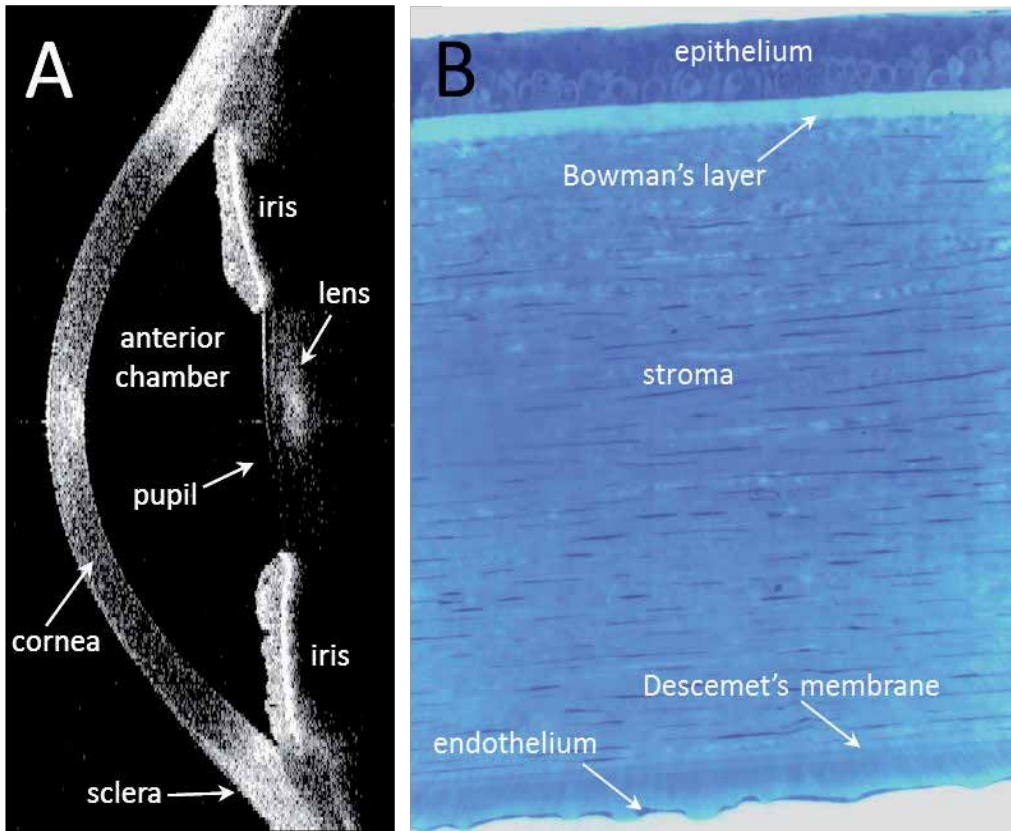 A
iris
lens
anterior
chamber
pupil
cornea
iris
sclera
B
epithelium
Bowman's layer
stroma
Descemet's membrane
endothelium